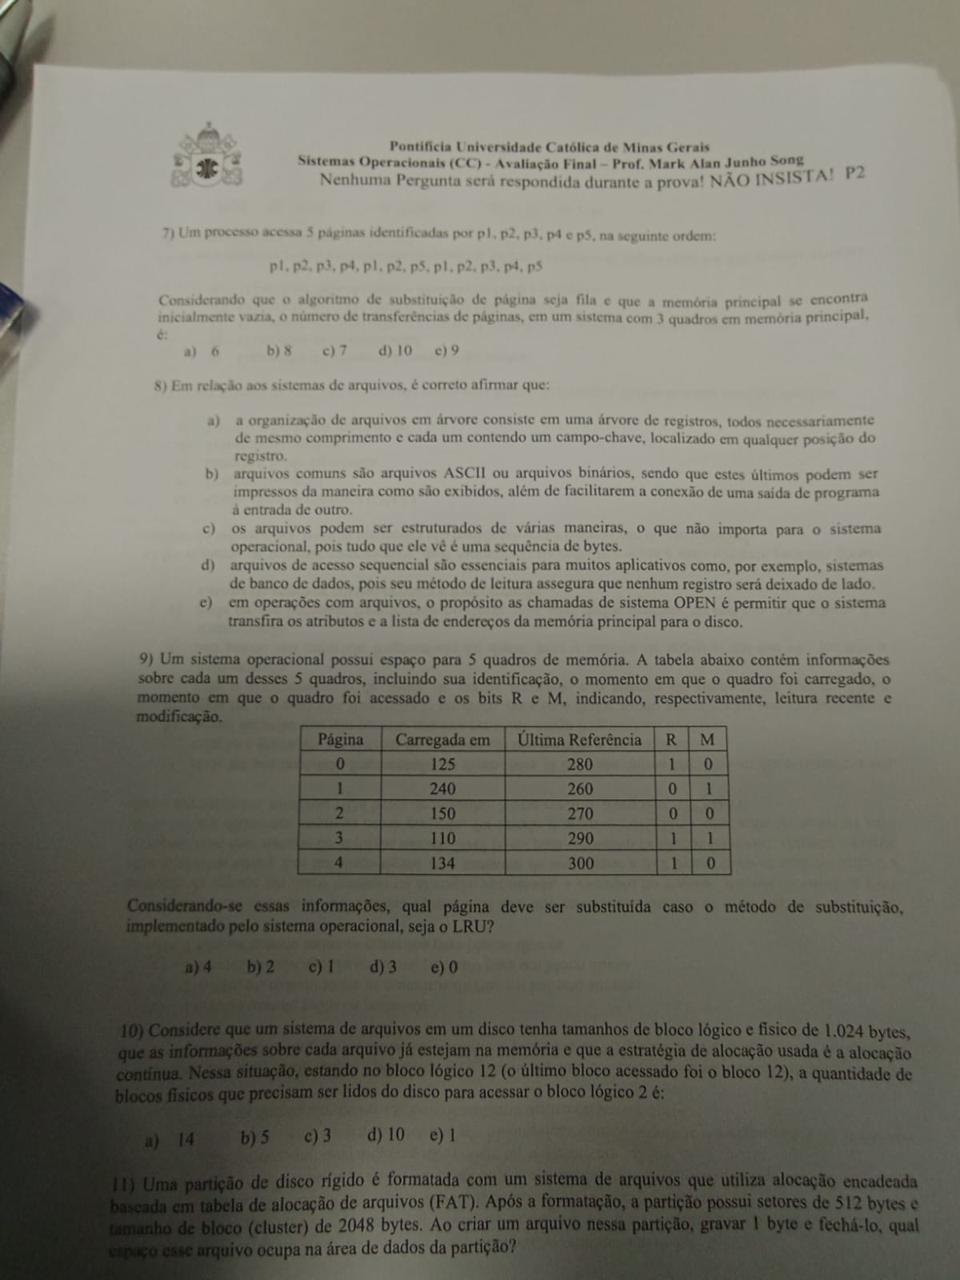 Pontifícia Universidade Católica de Minas Gerais
Sistemas Operacionais (CC) - Avaliação Final – Prof. Mark Alan Junho Song
Nenhuma Pergunta será respondida durante a prova! NÃO INSISTA! P2
7) Um processo acessa 5 páginas identificadas por p1, p2, p3, p4 e p5, na seguinte ordem:
p1, p2, p3, p4, p1, p2, p5, p1, p2, p3, p4, p5
Considerando que o algoritmo de substituição de página seja fila e que a memória principal se encontra
inicialmente vazia, o número de transferências de páginas, em um sistema com 3 quadros em memória principal,
é:
a) 6 b) 8 c) 7 d) 10 e) 9
8) Em relação aos sistemas de arquivos, é correto afirmar que:
a) a organização de arquivos em árvore consiste em uma árvore de registros, todos necessariamente
de mesmo comprimento e cada um contendo um campo-chave, localizado em qualquer posição do
registro.
b) arquivos comuns são arquivos ASCII ou arquivos binários, sendo que estes últimos podem ser
impressos da maneira como são exibidos, além de facilitarem a conexão de uma saída de programa
à entrada de outro.
c) os arquivos podem ser estruturados de várias maneiras, o que não importa para o sistema
operacional, pois tudo que ele vê é uma sequência de bytes.
d) arquivos de acesso sequencial são essenciais para muitos aplicativos como, por exemplo, sistemas
de banco de dados, pois seu método de leitura assegura que nenhum registro será deixado de lado.
e) em operações com arquivos, o propósito as chamadas de sistema OPEN é permitir que o sistema
transfira os atributos e a lista de endereços da memória principal para o disco.
9) Um sistema operacional possui espaço para 5 quadros de memória. A tabela abaixo contém informações
sobre cada um desses 5 quadros, incluindo sua identificação, o momento em que o quadro foi carregado, o
momento em que o quadro foi acessado e os bits R e M, indicando, respectivamente, leitura recente e
modificação.
Página Carregada em Última Referência R M
0 125 280 1 0
1 240 260 0 1
2 150 270 0 0
3 110 290 1 1
4 134 300 1 0
Considerando-se essas informações, qual página deve ser substituída caso o método de substituição,
implementado pelo sistema operacional, seja o LRU?
a) 4 b) 2 c) 1 d) 3 e) 0
10) Considere que um sistema de arquivos em um disco tenha tamanhos de bloco lógico e físico de 1.024 bytes,
que as informações sobre cada arquivo já estejam na memória e que a estratégia de alocação usada é a alocação
contínua. Nessa situação, estando no bloco lógico 12 (o último bloco acessado foi o bloco 12), a quantidade de
blocos físicos que precisam ser lidos do disco para acessar o bloco lógico 2 é:
a) 14 b) 5 c) 3 d) 10 e) 1
11) Uma partição de disco rígido é formatada com um sistema de arquivos que utiliza alocação encadeada
baseada em tabela de alocação de arquivos (FAT). Após a formatação, a partição possui setores de 512 bytes e
tamanho de bloco (cluster) de 2048 bytes. Ao criar um arquivo nessa partição, gravar 1 byte e fechá-lo, qual
espaço esse arquivo ocupa na área de dados da partição?